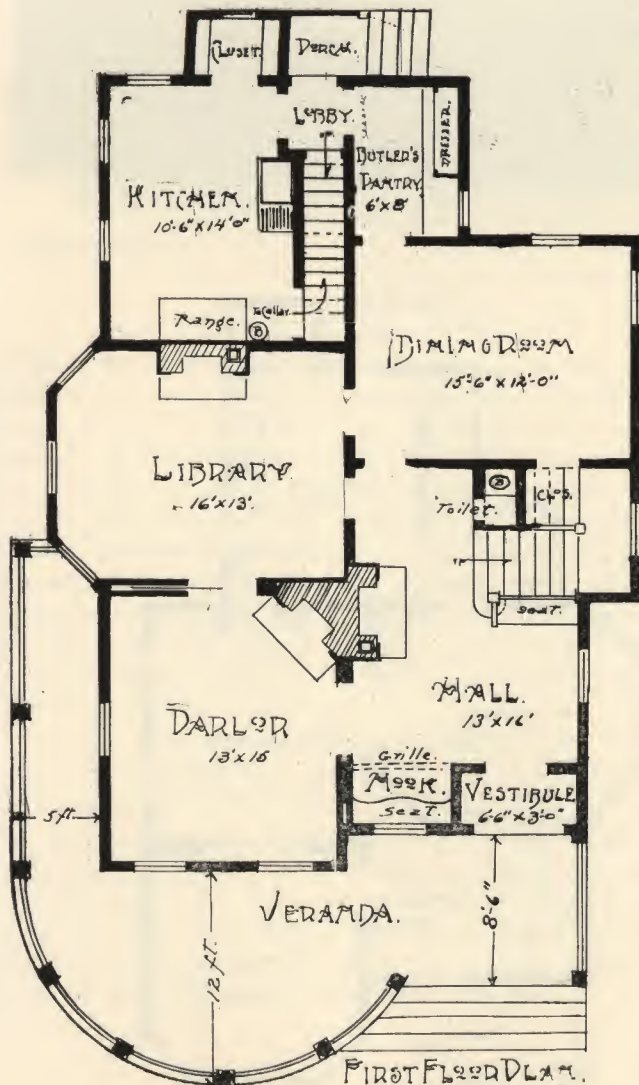 CLOSET.
PORCH.
LOBBY.
DRESSER.
BUTLER'S
PANTRY.
6'x8'
KITCHEN.
10'-6"x14'0"
To Cellar.
Range.
B
DINING ROOM
15'-6"x12'-0"
LIBRARY.
16'x13'.
B
Toilet.
CLOS.
UP
Seat.
HALL.
13'x16'
PARLOR
13'x15
Grille.
NOOK.
Seat.
VESTIBULE
6'-6"x3'-0"
5 ft.
VERANDA.
8'-6"
12 ft.
FIRST FLOOR PLAN.